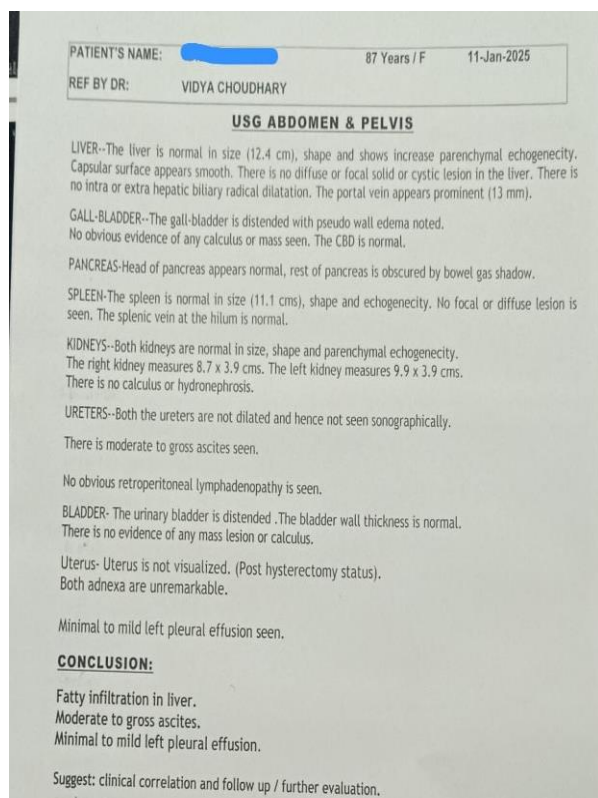 PATIENT'S NAME: 87 Years / F 11-Jan-2025
REF BY DR: VIDYA CHOUDHARY
USG ABDOMEN & PELVIS
LIVER--The liver is normal in size (12.4 cm), shape and shows increase parenchymal echogenecity.
Capsular surface appears smooth. There is no diffuse or focal solid or cystic lesion in the liver. There is
no intra or extra hepatic biliary radical dilatation. The portal vein appears prominent (13 mm).
GALL-BLADDER--The gall-bladder is distended with pseudo wall edema noted.
No obvious evidence of any calculus or mass seen. The CBD is normal.
PANCREAS-Head of pancreas appears normal, rest of pancreas is obscured by bowel gas shadow.
SPLEEN-The spleen is normal in size (11.1 cms), shape and echogenecity. No focal or diffuse lesion is
seen. The splenic vein at the hilum is normal.
KIDNEYS--Both kidneys are normal in size, shape and parenchymal echogenecity.
The right kidney measures 8.7 x 3.9 cms. The left kidney measures 9.9 x 3.9 cms.
There is no calculus or hydronephrosis.
URETERS--Both the ureters are not dilated and hence not seen sonographically.
There is moderate to gross ascites seen.
No obvious retroperitoneal lymphadenopathy is seen.
BLADDER- The urinary bladder is distended .The bladder wall thickness is normal.
There is no evidence of any mass lesion or calculus.
Uterus- Uterus is not visualized. (Post hysterectomy status).
Both adnexa are unremarkable.
Minimal to mild left pleural effusion seen.
CONCLUSION:
Fatty infiltration in liver.
Moderate to gross ascites.
Minimal to mild left pleural effusion.
Suggest: clinical correlation and follow up / further evaluation.